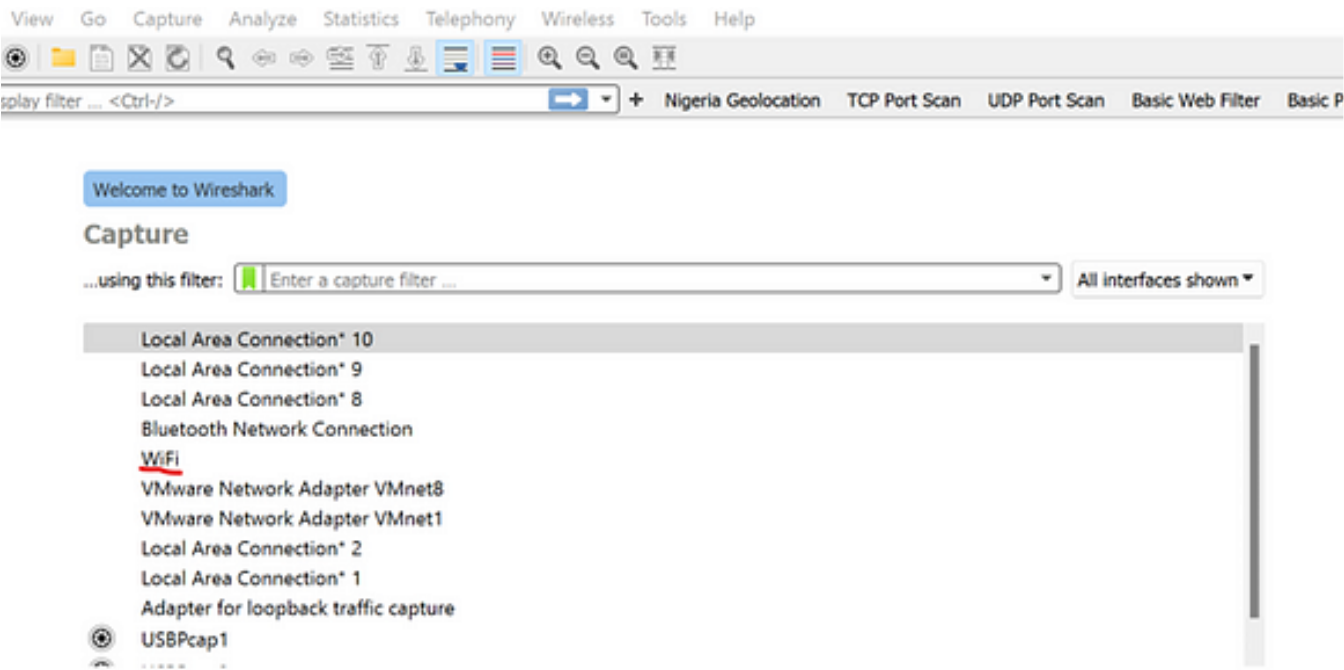 View Go Capture Analyze Statistics Telephony Wireless Tools Help
splay filter ... <Ctrl-/> + Nigeria Geolocation TCP Port Scan UDP Port Scan Basic Web Filter Basic P
Welcome to Wireshark
Capture
...using this filter: Enter a capture filter ... All interfaces shown
Local Area Connection* 10
Local Area Connection* 9
Local Area Connection* 8
Bluetooth Network Connection
WiFi
VMware Network Adapter VMnet8
VMware Network Adapter VMnet1
Local Area Connection* 2
Local Area Connection* 1
Adapter for loopback traffic capture
USBPcap1